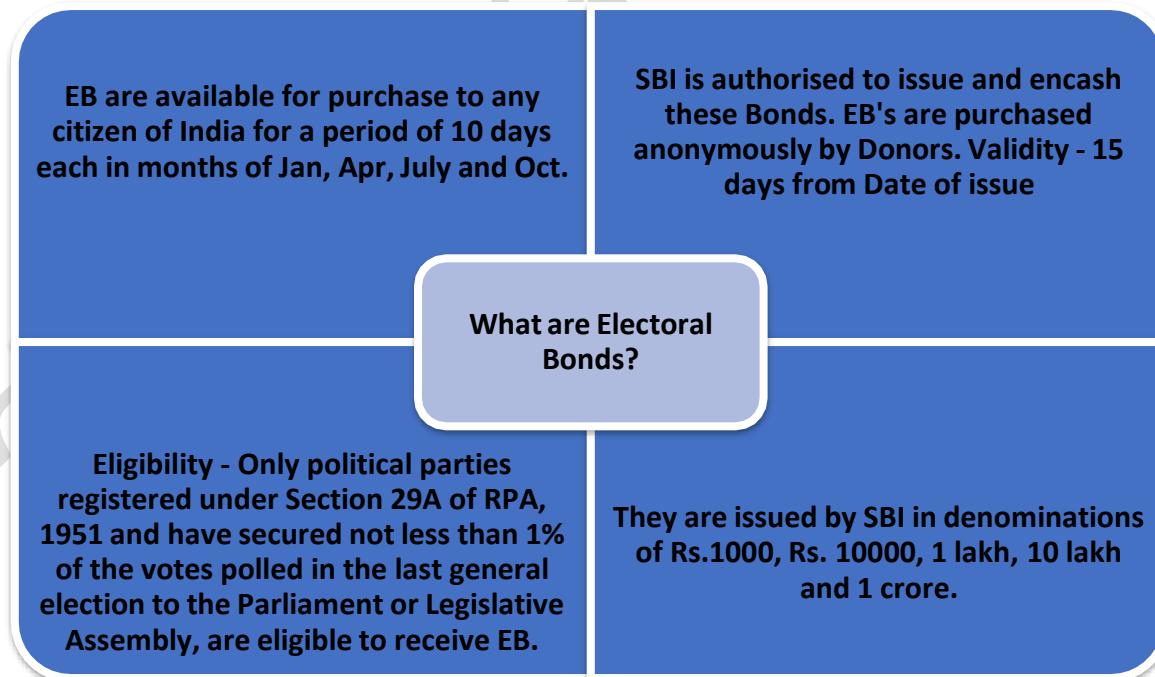 EB are available for purchase to any
citizen of India for a period of 10 days
each in months of Jan, Apr, July and Oct.
SBI is authorised to issue and encash
these Bonds. EB's are purchased
anonymously by Donors. Validity - 15
days from Date of issue
What are Electoral
Bonds?
Eligibility - Only political parties
registered under Section 29A of RPA,
1951 and have secured not less than 1%
of the votes polled in the last general
election to the Parliament or Legislative
Assembly, are eligible to receive EB.
They are issued by SBI in denominations
of Rs.1000, Rs. 10000, 1 lakh, 10 lakh
and 1 crore.